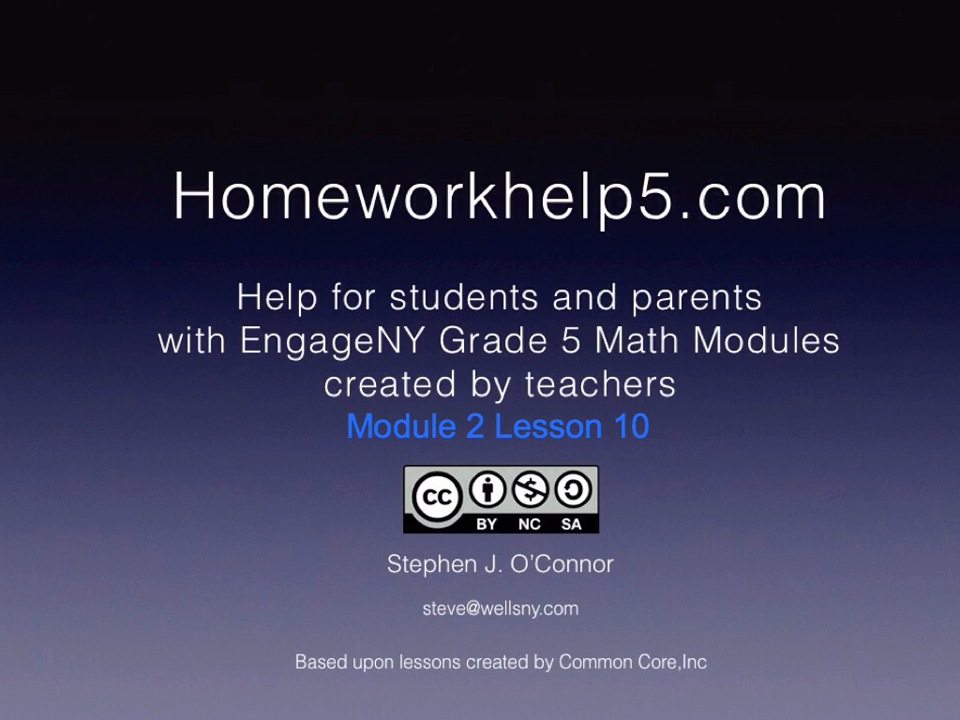 Homeworkhelp5.com
Help for students and parents
with EngageNY Grade 5 Math Modules
created by teachers
Module 2 Lesson 10
cc
BY NC SA
Stephen J. O'Connor
steve@wellsny.com
Based upon lessons created by Common Core,Inc